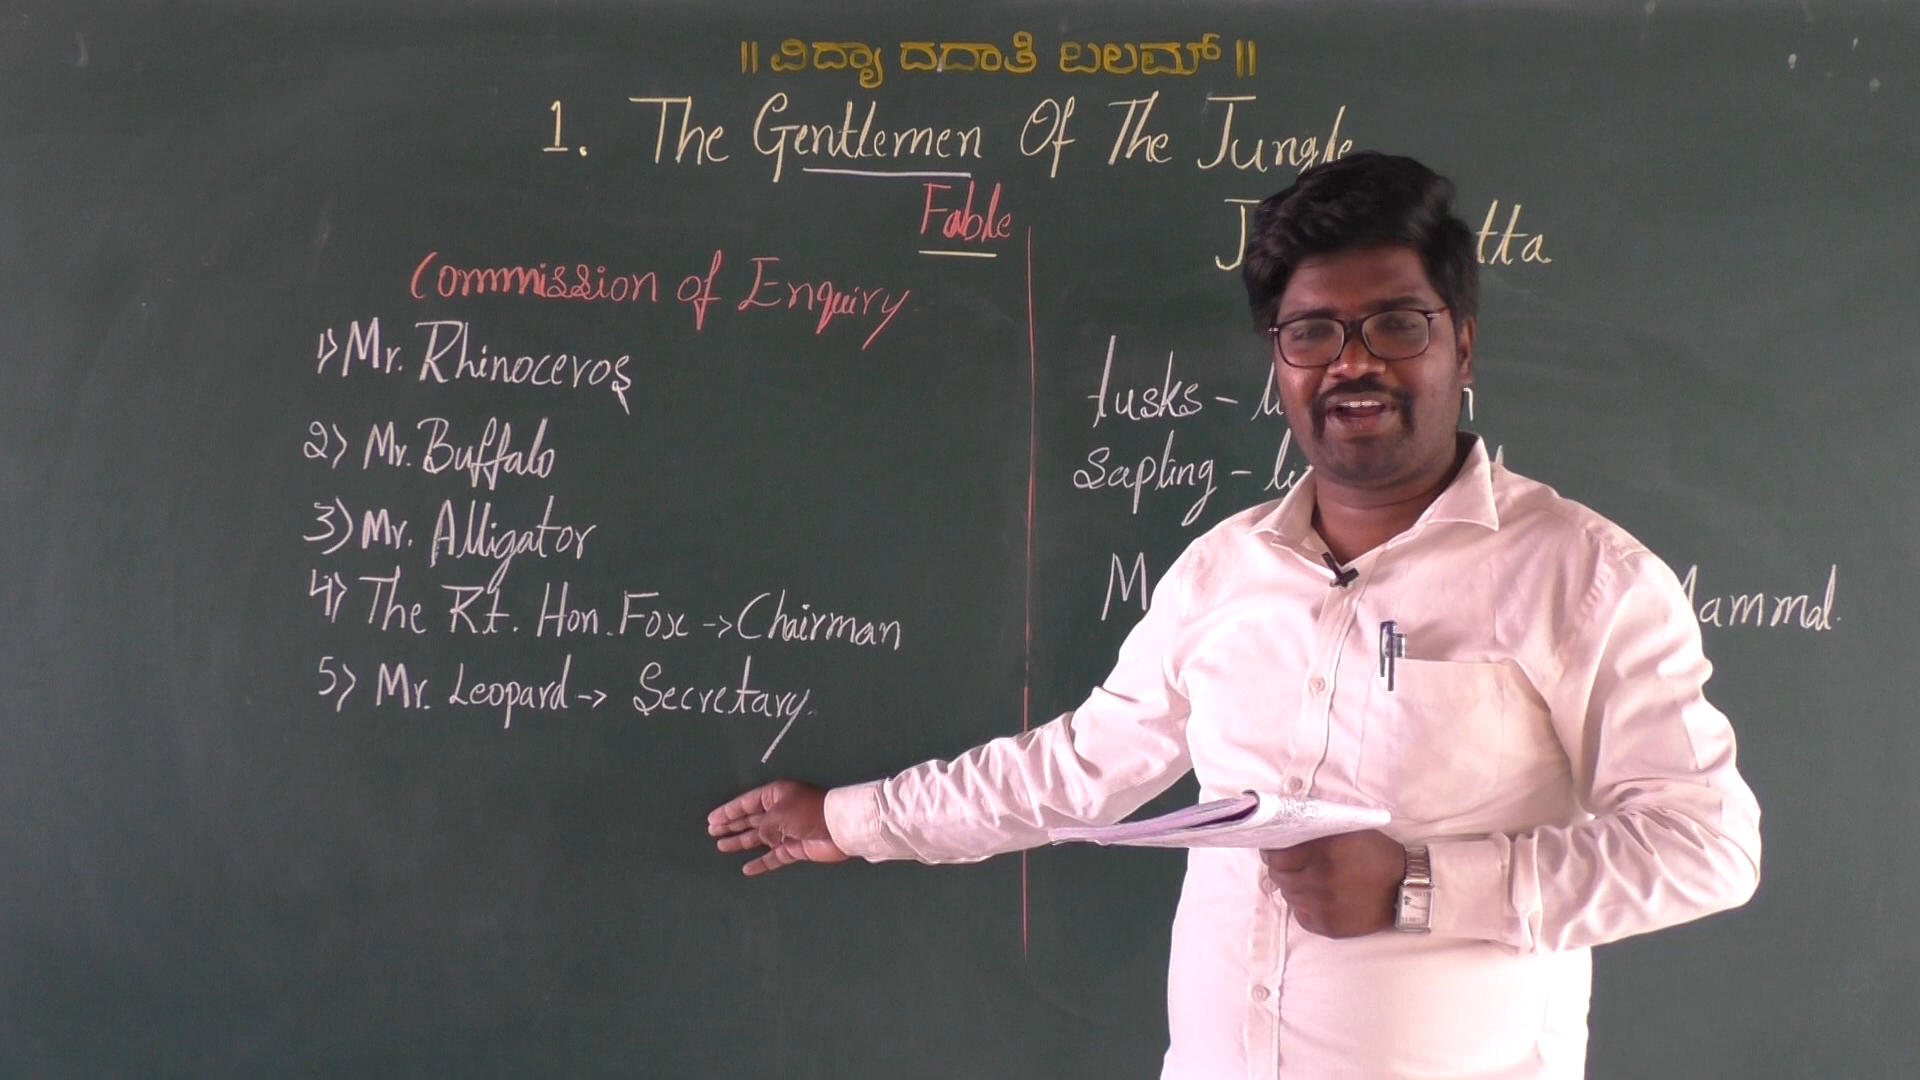 ॥ ವಿದ್ಯಾ ದದಾತಿ ಬಲಮ್ ॥
1. The Gentlemen Of The Jungle
Fable
Commission of Enquiry
1) Mr. Rhinoceros
2) Mr. Buffalo
3) Mr. Alligator
4) The Rt. Hon. Fox -> Chairman
5) Mr. Leopard -> Secretary.
tusks -
Sapling -
Mammal.